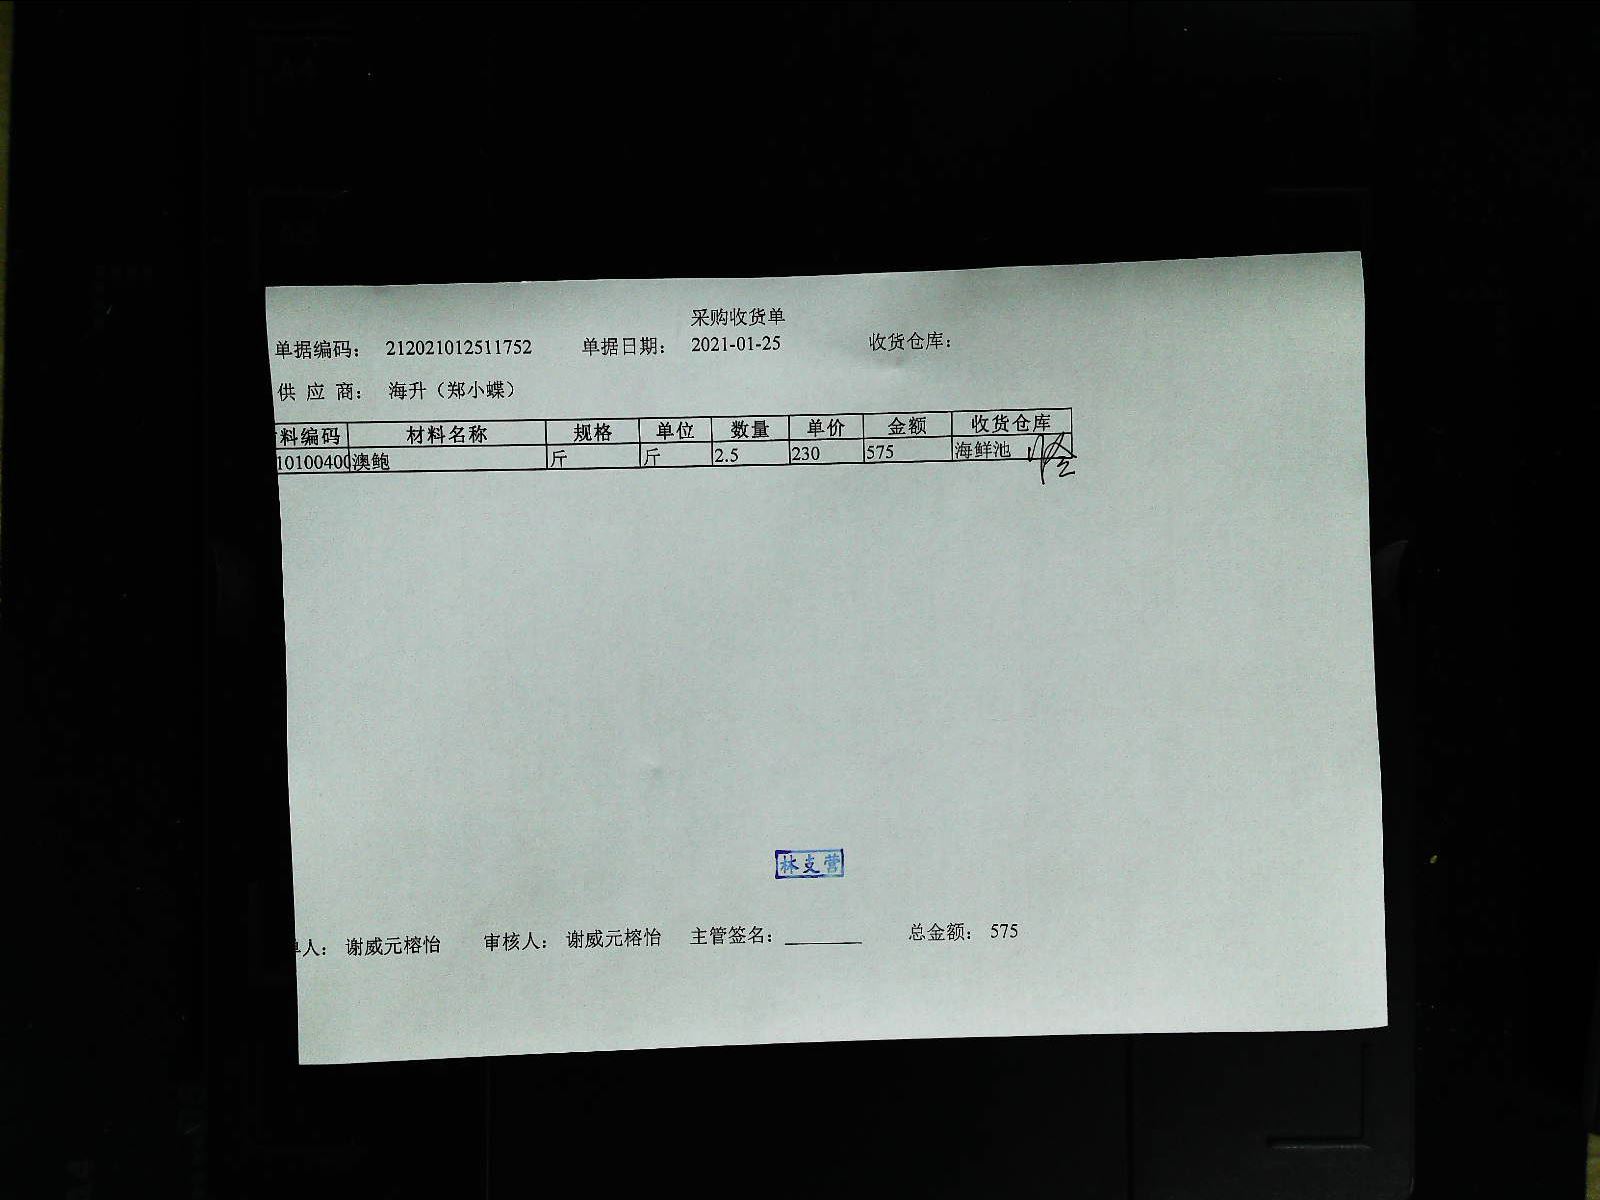 采购收货单
单据编码： 212021012511752 单据日期： 2021-01-25 收货仓库：
供 应 商： 海升（郑小蝶）
料编码 材料名称 规格 单位 数量 单价 金额 收货仓库
10100400 澳鲍 斤 斤 2.5 230 575 海鲜池
林支营
人： 谢威元榕怡 审核人： 谢威元榕怡 主管签名： 总金额： 575